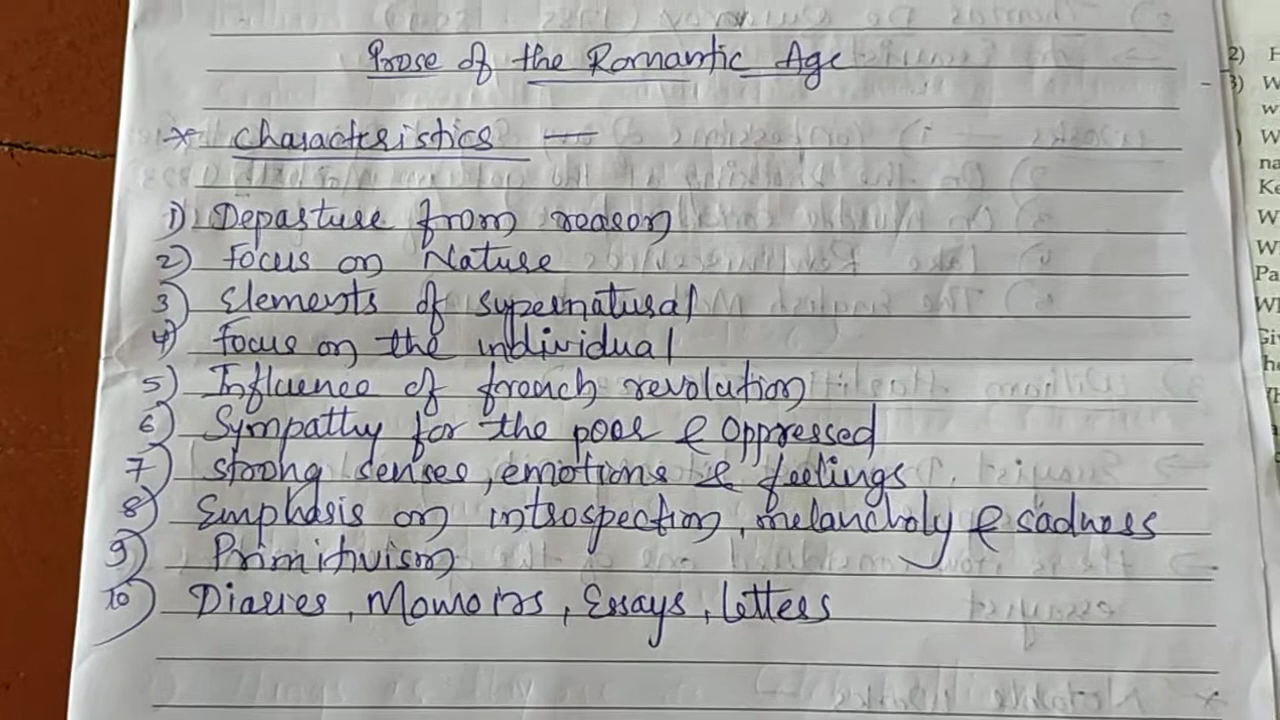 Prose of the Romantic Age
* Characteristics —
1) Departure from reason
2) Focus on Nature
3) Elements of supernatural
4) Focus on the individual
5) Influence of french revolution
6) Sympathy for the poor & oppressed
7) strong senses, emotions & feelings
8) Emphasis on introspection, melancholy & sadness
9) Primitivism
10) Diaries, Memoirs, Essays, letters
2)
3)